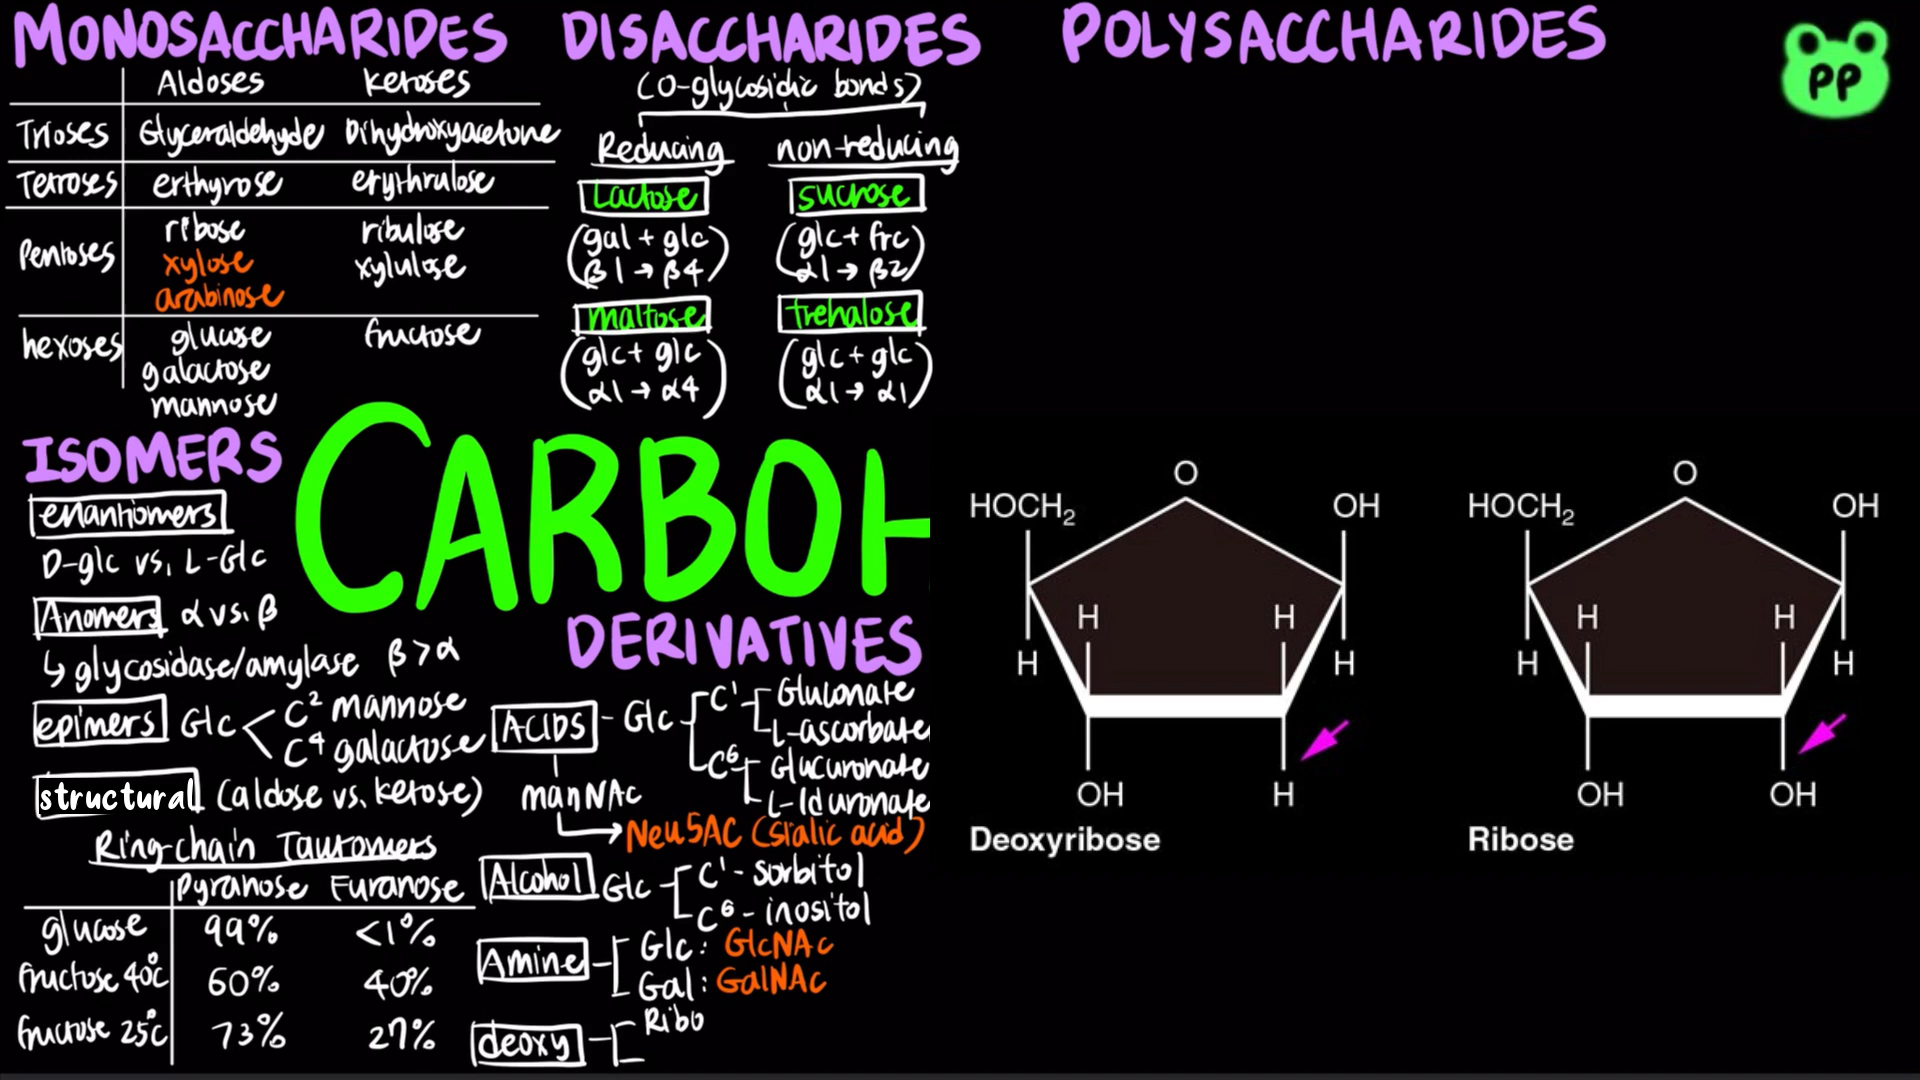 MONOSACCHARIDES
Aldoses ketoses
Trioses Glyceraldehyde Dihydroxyacetone
Tetroses erthyrose erythrulose
Pentoses ribose ribulose
xylose xylulose
arabinose
hexoses glucose fructose
galactose
mannose
DISACCHARIDES
(O-glycosidic bonds)
Reducing non-reducing
Lactose sucrose
(gal + glc (glc + frc
β1→β4) α1→β2)
maltose trehalose
(glc + glc (glc + glc
α1→α4) α1→α1)
POLYSACCHARIDES
PP
CARBOH
ISOMERS
enantiomers
D-glc vs. L-Glc
Anomers α vs. β
↳ glycosidase/amylase β>α
epimers Glc < C² mannose
C⁴ galactose
structural (aldose vs. ketose)
Ring-chain Tautomers
Pyranose Furanose
glucose 99% <1%
fructose 40°c 60% 40%
fructose 25°c 73% 27%
DERIVATIVES
ACIDS - Glc C¹ Gluconate
L-ascorbate
C⁶ Glucuronate
L-Iduronate
manNAc
→ Neu5AC (sialic acid)
Alcohol Glc C¹ - sorbitol
C⁶ - inositol
Amine Glc: GlcNAc
Gal: GalNAc
deoxy Ribo
O
HOCH₂ OH
H H
H H
OH H
Deoxyribose
O
HOCH₂ OH
H H
H H
OH OH
Ribose